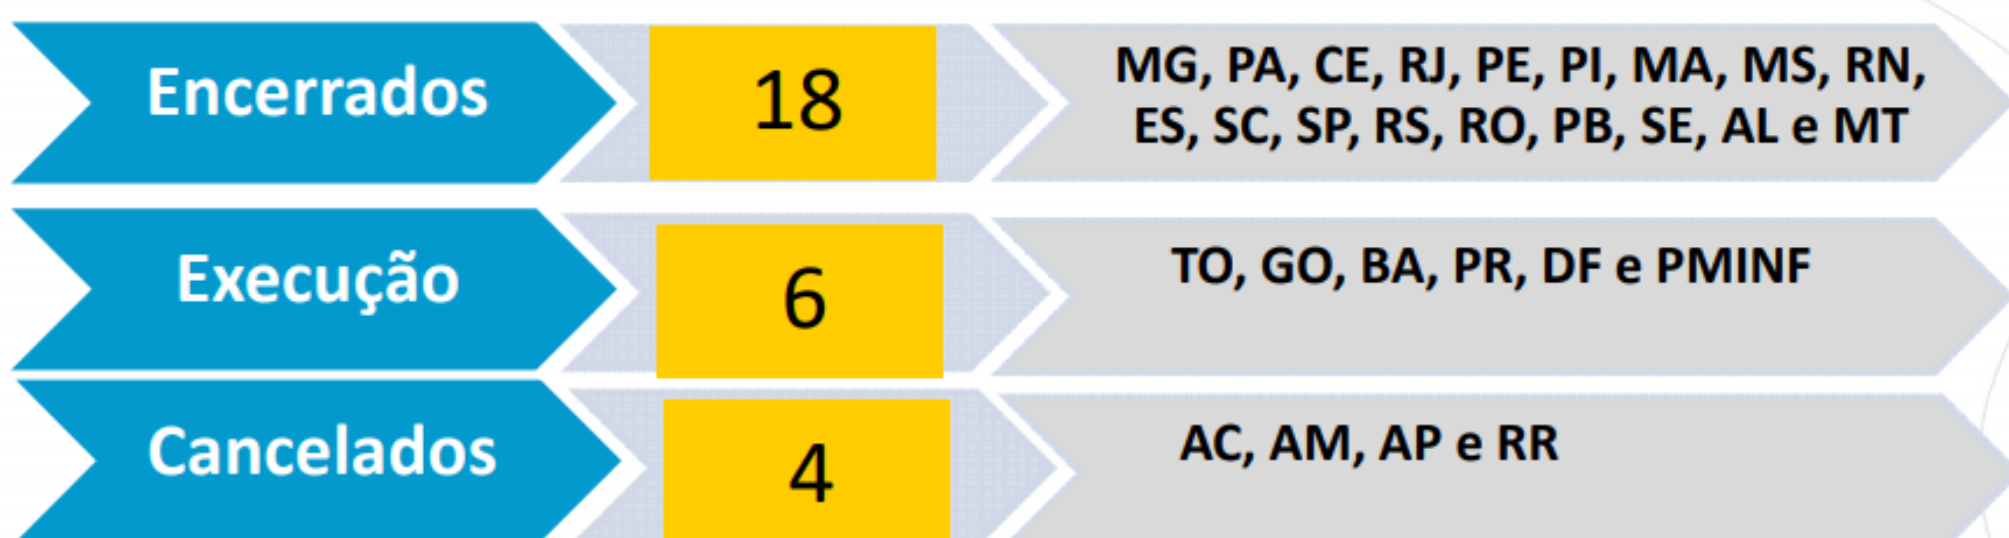 Encerrados
18
MG, PA, CE, RJ, PE, PI, MA, MS, RN,
ES, SC, SP, RS, RO, PB, SE, AL e MT
Execução
6
TO, GO, BA, PR, DF e PMINF
Cancelados
4
AC, AM, AP e RR